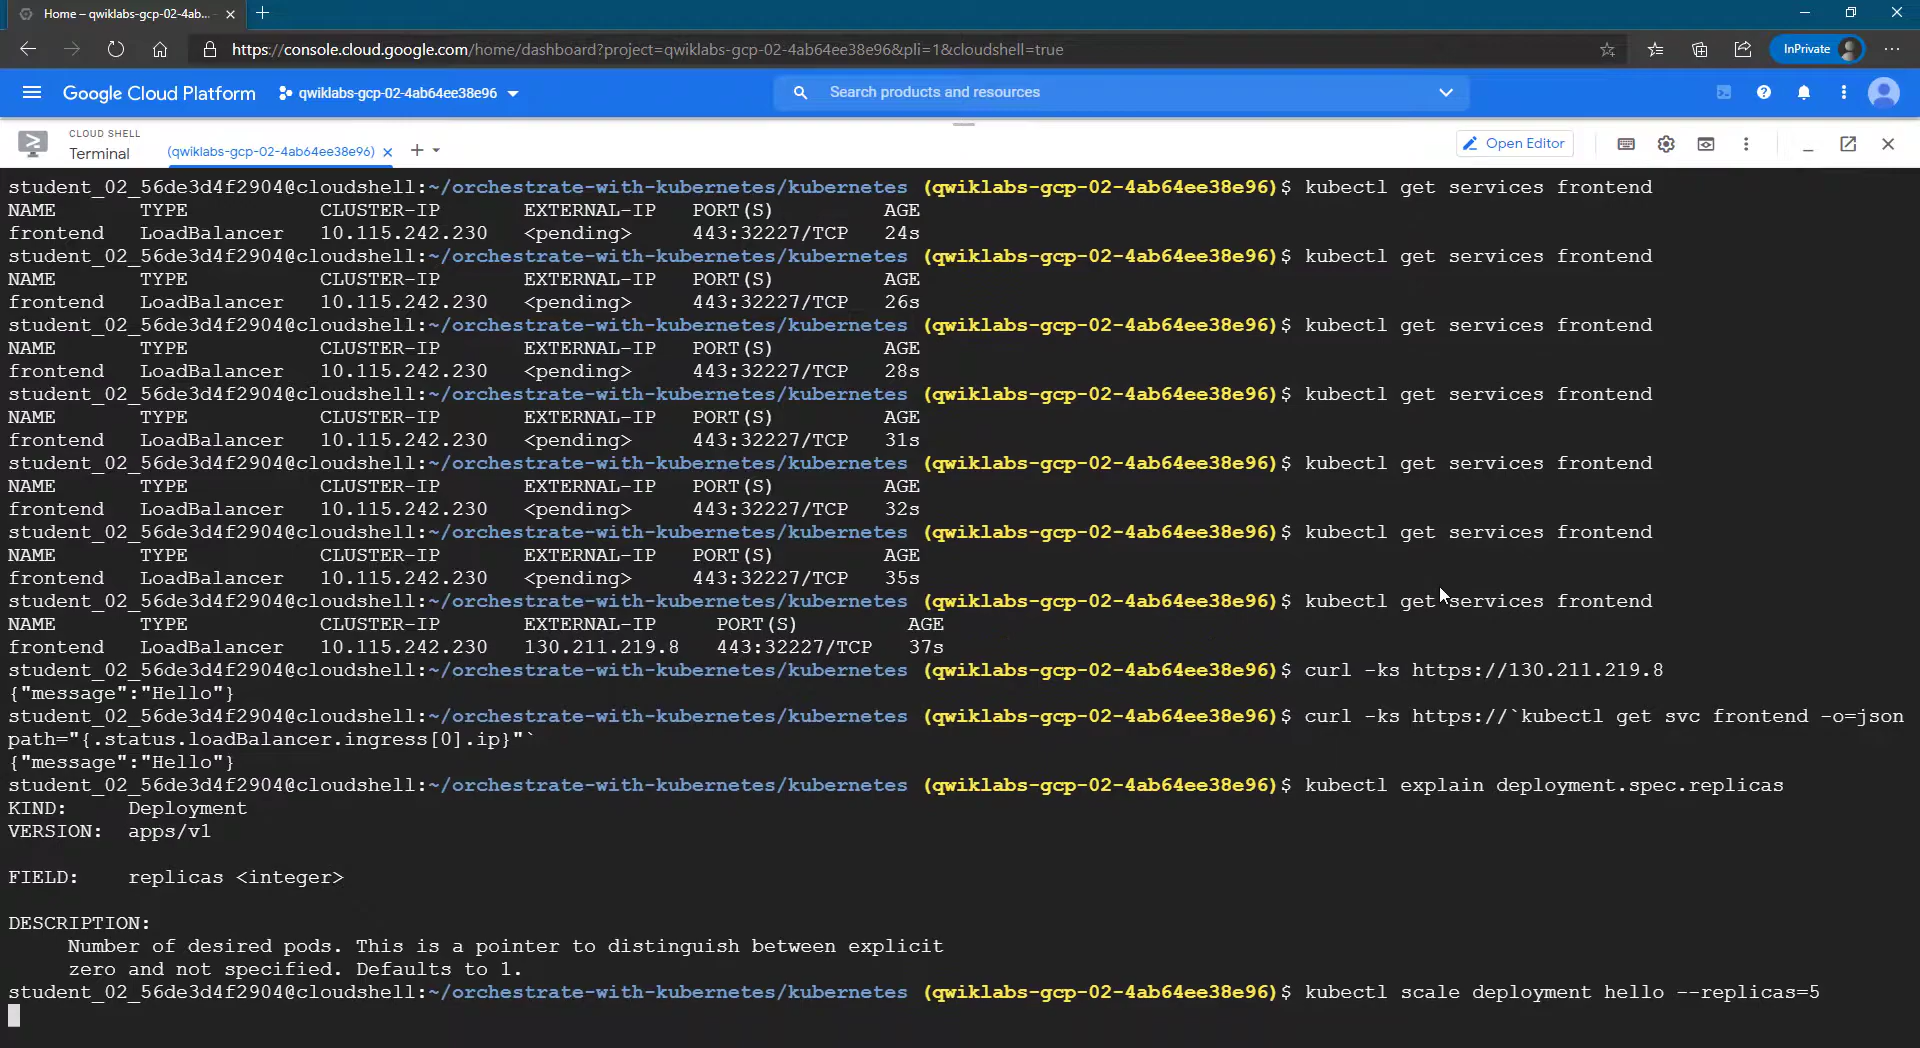 Home – qwiklabs-gcp-02-4ab...
https://console.cloud.google.com/home/dashboard?project=qwiklabs-gcp-02-4ab64ee38e96&pli=1&cloudshell=true
InPrivate
Google Cloud Platform
qwiklabs-gcp-02-4ab64ee38e96
Search products and resources
CLOUD SHELL
Terminal
(qwiklabs-gcp-02-4ab64ee38e96)
Open Editor
student_02_56de3d4f2904@cloudshell:~/orchestrate-with-kubernetes/kubernetes (qwiklabs-gcp-02-4ab64ee38e96)$ kubectl get services frontend
NAME TYPE CLUSTER-IP EXTERNAL-IP PORT(S) AGE
frontend LoadBalancer 10.115.242.230 <pending> 443:32227/TCP 24s
student_02_56de3d4f2904@cloudshell:~/orchestrate-with-kubernetes/kubernetes (qwiklabs-gcp-02-4ab64ee38e96)$ kubectl get services frontend
NAME TYPE CLUSTER-IP EXTERNAL-IP PORT(S) AGE
frontend LoadBalancer 10.115.242.230 <pending> 443:32227/TCP 26s
student_02_56de3d4f2904@cloudshell:~/orchestrate-with-kubernetes/kubernetes (qwiklabs-gcp-02-4ab64ee38e96)$ kubectl get services frontend
NAME TYPE CLUSTER-IP EXTERNAL-IP PORT(S) AGE
frontend LoadBalancer 10.115.242.230 <pending> 443:32227/TCP 28s
student_02_56de3d4f2904@cloudshell:~/orchestrate-with-kubernetes/kubernetes (qwiklabs-gcp-02-4ab64ee38e96)$ kubectl get services frontend
NAME TYPE CLUSTER-IP EXTERNAL-IP PORT(S) AGE
frontend LoadBalancer 10.115.242.230 <pending> 443:32227/TCP 31s
student_02_56de3d4f2904@cloudshell:~/orchestrate-with-kubernetes/kubernetes (qwiklabs-gcp-02-4ab64ee38e96)$ kubectl get services frontend
NAME TYPE CLUSTER-IP EXTERNAL-IP PORT(S) AGE
frontend LoadBalancer 10.115.242.230 <pending> 443:32227/TCP 32s
student_02_56de3d4f2904@cloudshell:~/orchestrate-with-kubernetes/kubernetes (qwiklabs-gcp-02-4ab64ee38e96)$ kubectl get services frontend
NAME TYPE CLUSTER-IP EXTERNAL-IP PORT(S) AGE
frontend LoadBalancer 10.115.242.230 <pending> 443:32227/TCP 35s
student_02_56de3d4f2904@cloudshell:~/orchestrate-with-kubernetes/kubernetes (qwiklabs-gcp-02-4ab64ee38e96)$ kubectl get services frontend
NAME TYPE CLUSTER-IP EXTERNAL-IP PORT(S) AGE
frontend LoadBalancer 10.115.242.230 130.211.219.8 443:32227/TCP 37s
student_02_56de3d4f2904@cloudshell:~/orchestrate-with-kubernetes/kubernetes (qwiklabs-gcp-02-4ab64ee38e96)$ curl -ks https://130.211.219.8
{"message":"Hello"}
student_02_56de3d4f2904@cloudshell:~/orchestrate-with-kubernetes/kubernetes (qwiklabs-gcp-02-4ab64ee38e96)$ curl -ks https://`kubectl get svc frontend -o=json
path="{.status.loadBalancer.ingress[0].ip}"`
{"message":"Hello"}
student_02_56de3d4f2904@cloudshell:~/orchestrate-with-kubernetes/kubernetes (qwiklabs-gcp-02-4ab64ee38e96)$ kubectl explain deployment.spec.replicas
KIND: Deployment
VERSION: apps/v1
FIELD: replicas <integer>
DESCRIPTION:
Number of desired pods. This is a pointer to distinguish between explicit
zero and not specified. Defaults to 1.
student_02_56de3d4f2904@cloudshell:~/orchestrate-with-kubernetes/kubernetes (qwiklabs-gcp-02-4ab64ee38e96)$ kubectl scale deployment hello --replicas=5